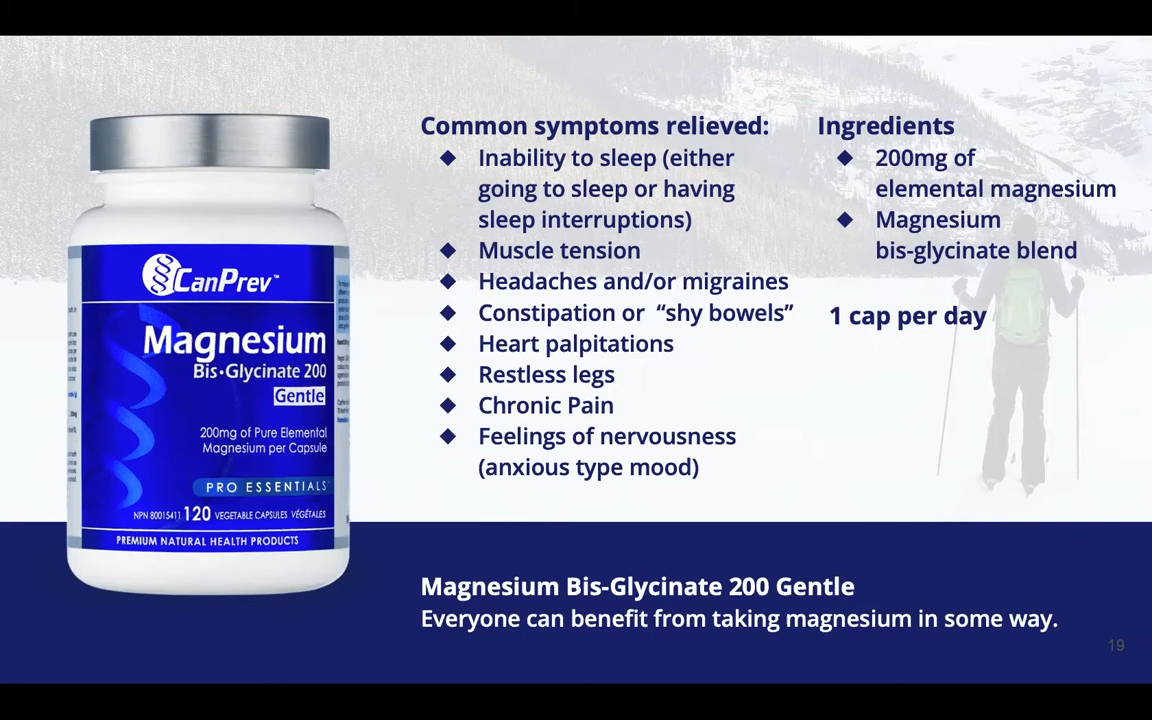 CanPrev™
Magnesium
Bis•Glycinate 200
Gentle
200mg of Pure Elemental
Magnesium per Capsule
PRO ESSENTIALS
NPN 80015411 120 VEGETABLE CAPSULES VÉGÉTALES
PREMIUM NATURAL HEALTH PRODUCTS
Common symptoms relieved:
◆ Inability to sleep (either
going to sleep or having
sleep interruptions)
◆ Muscle tension
◆ Headaches and/or migraines
◆ Constipation or “shy bowels”
◆ Heart palpitations
◆ Restless legs
◆ Chronic Pain
◆ Feelings of nervousness
(anxious type mood)
Ingredients
◆ 200mg of
elemental magnesium
◆ Magnesium
bis-glycinate blend
1 cap per day
Magnesium Bis-Glycinate 200 Gentle
Everyone can benefit from taking magnesium in some way.
19